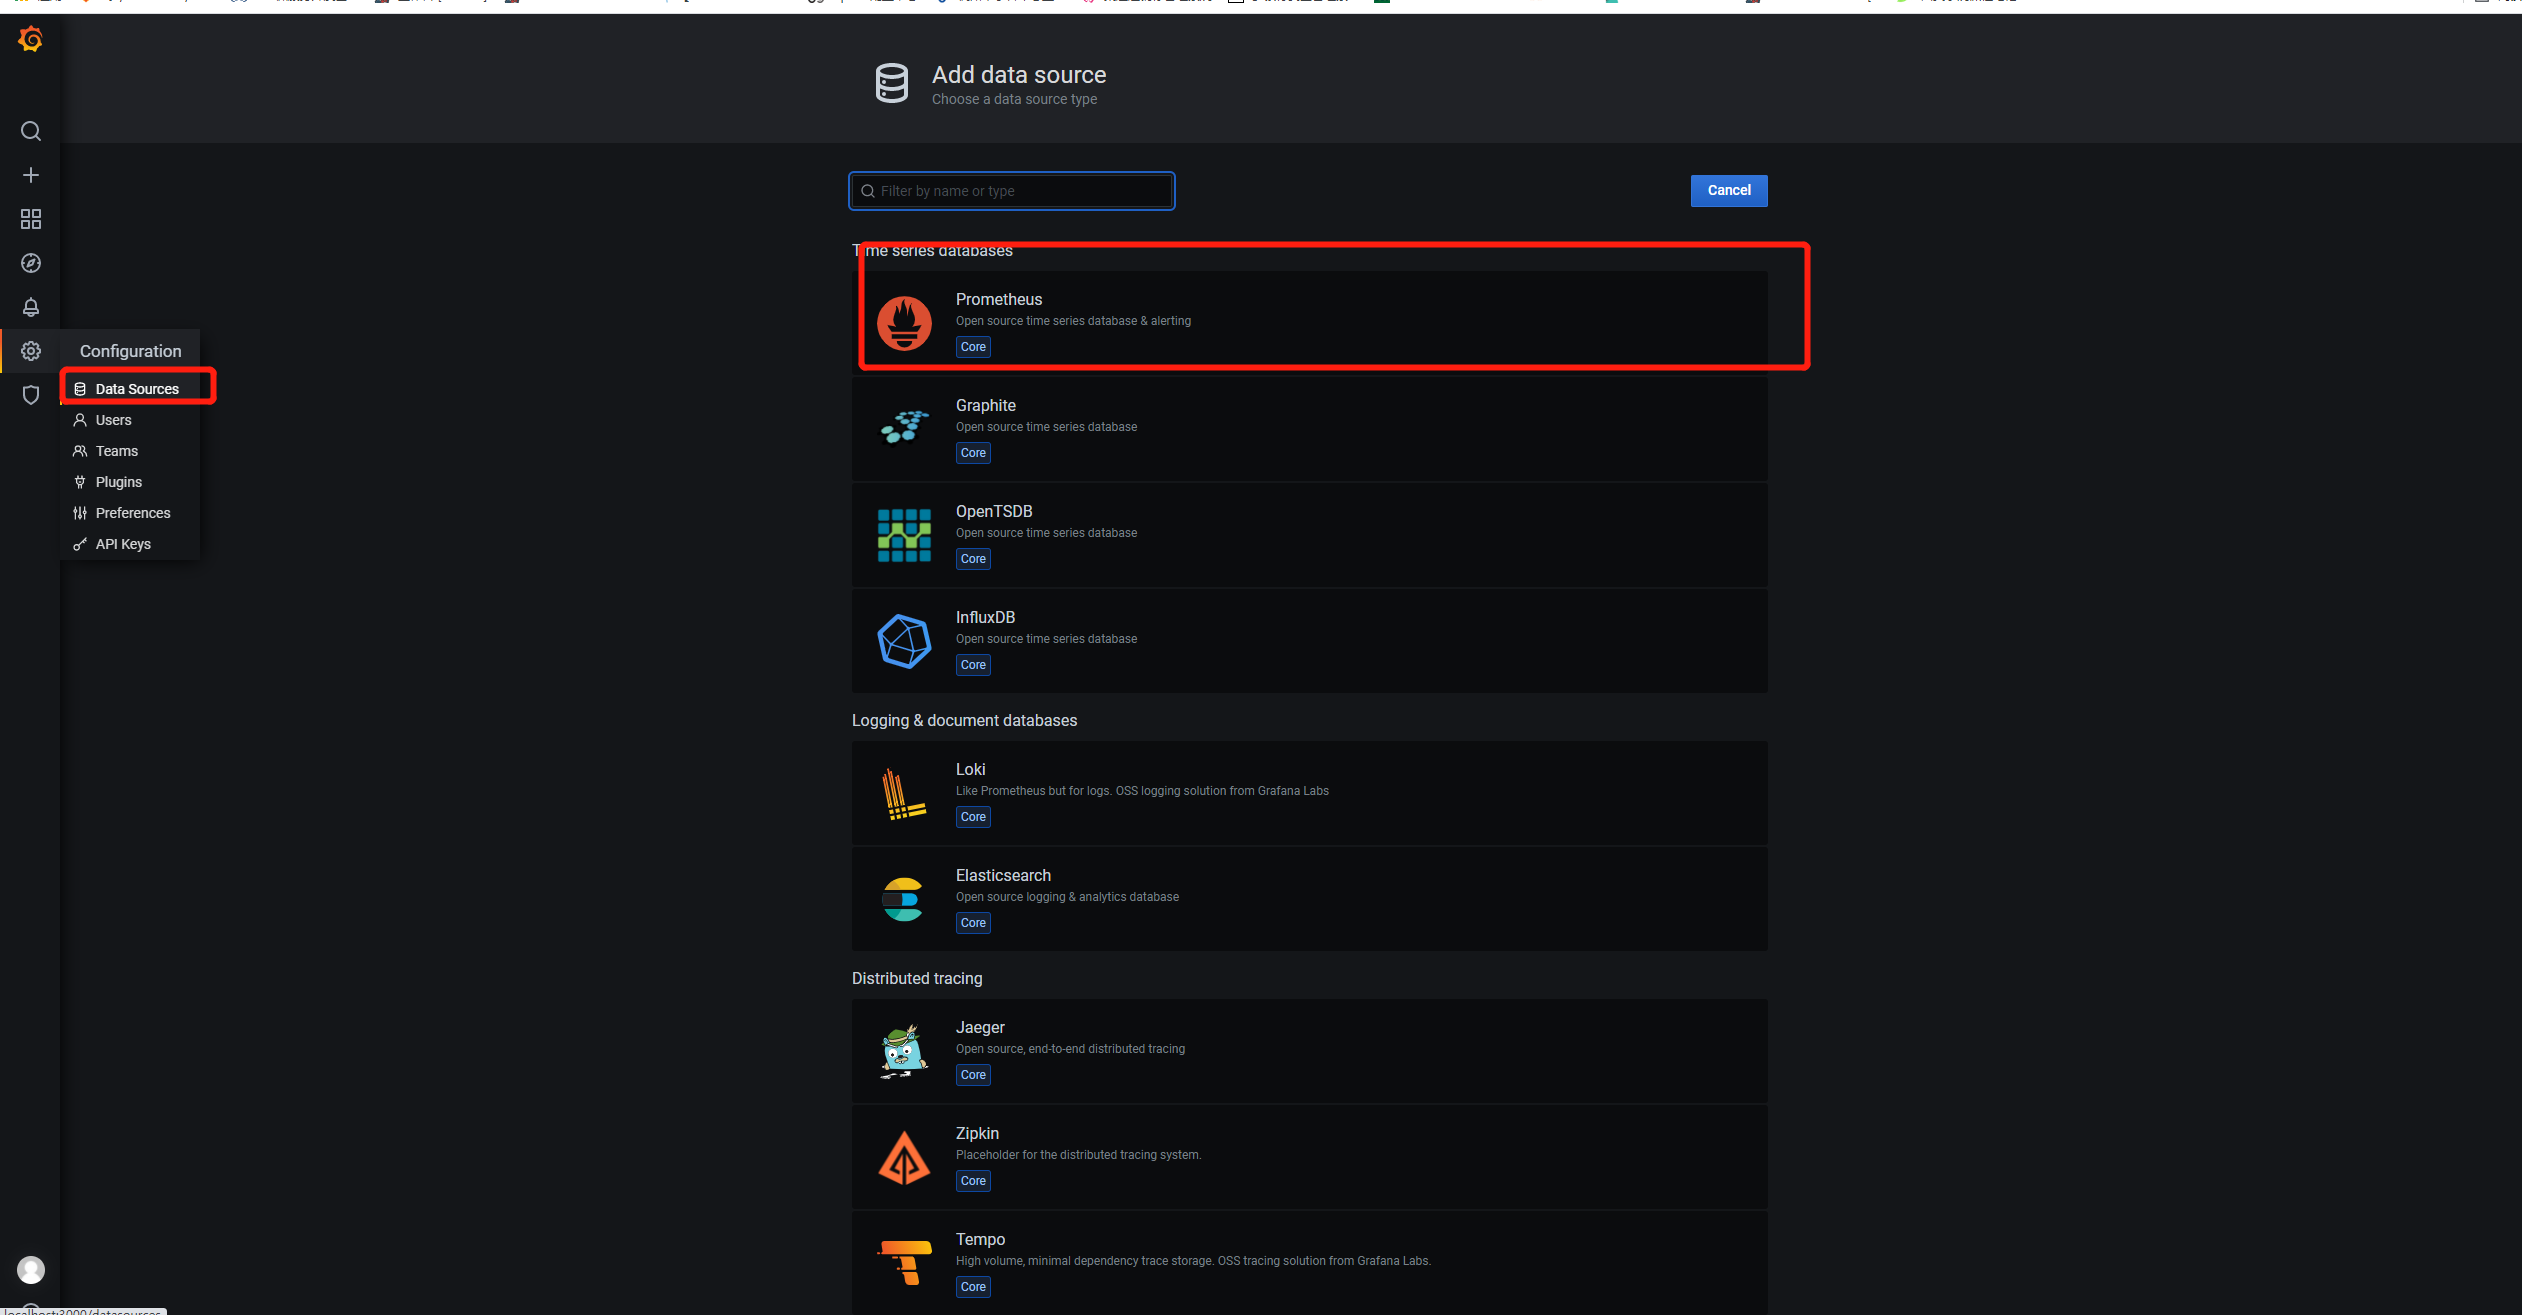 Add data source
Choose a data source type
Filter by name or type
Cancel
Time series databases
Prometheus
Open source time series database & alerting
Core
Configuration
Data Sources
Users
Teams
Plugins
Preferences
API Keys
Graphite
Open source time series database
Core
OpenTSDB
Open source time series database
Core
InfluxDB
Open source time series database
Core
Logging & document databases
Loki
Like Prometheus but for logs. OSS logging solution from Grafana Labs
Core
Elasticsearch
Open source logging & analytics database
Core
Distributed tracing
Jaeger
Open source, end-to-end distributed tracing
Core
Zipkin
Placeholder for the distributed tracing system.
Core
Tempo
High volume, minimal dependency trace storage. OSS tracing solution from Grafana Labs.
Core
localhost:3000/datasources